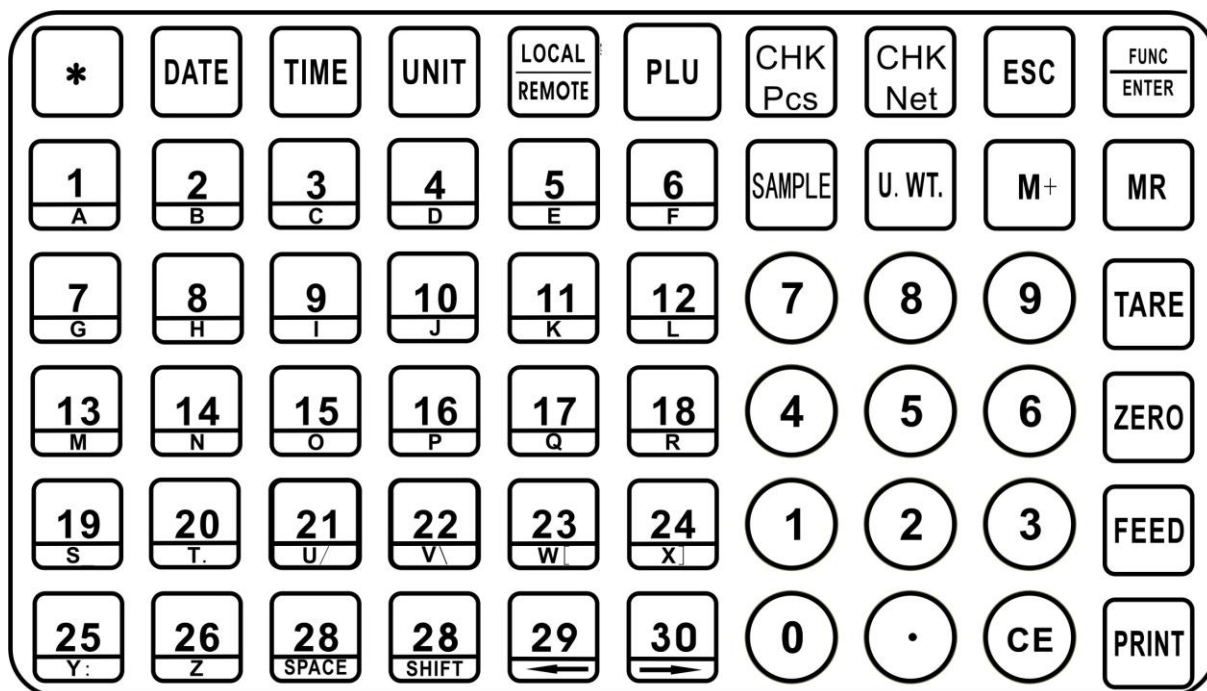 * DATE TIME UNIT LOCAL PLU CHK CHK ESC FUNC
REMOTE Pcs Net ENTER
1 2 3 4 5 6 SAMPLE U. WT. M+ MR
A B C D E F
7 8 9 10 11 12 7 8 9 TARE
G H I J K L
13 14 15 16 17 18 4 5 6 ZERO
M N O P Q R
19 20 21 22 23 24 1 2 3 FEED
S T. U/ V\ W[ X]
25 26 28 28 29 30 0 . CE PRINT
Y: Z SPACE SHIFT ← →